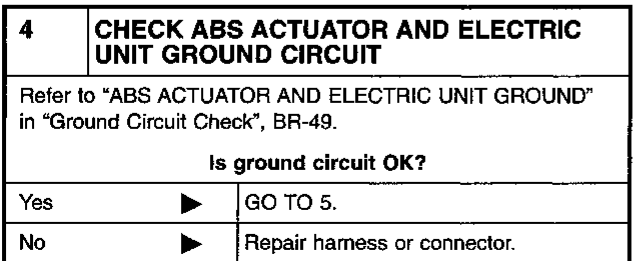 4 CHECK ABS ACTUATOR AND ELECTRIC
UNIT GROUND CIRCUIT
Refer to "ABS ACTUATOR AND ELECTRIC UNIT GROUND"
in "Ground Circuit Check", BR-49.
Is ground circuit OK?
Yes ▶ GO TO 5.
No ▶ Repair harness or connector.